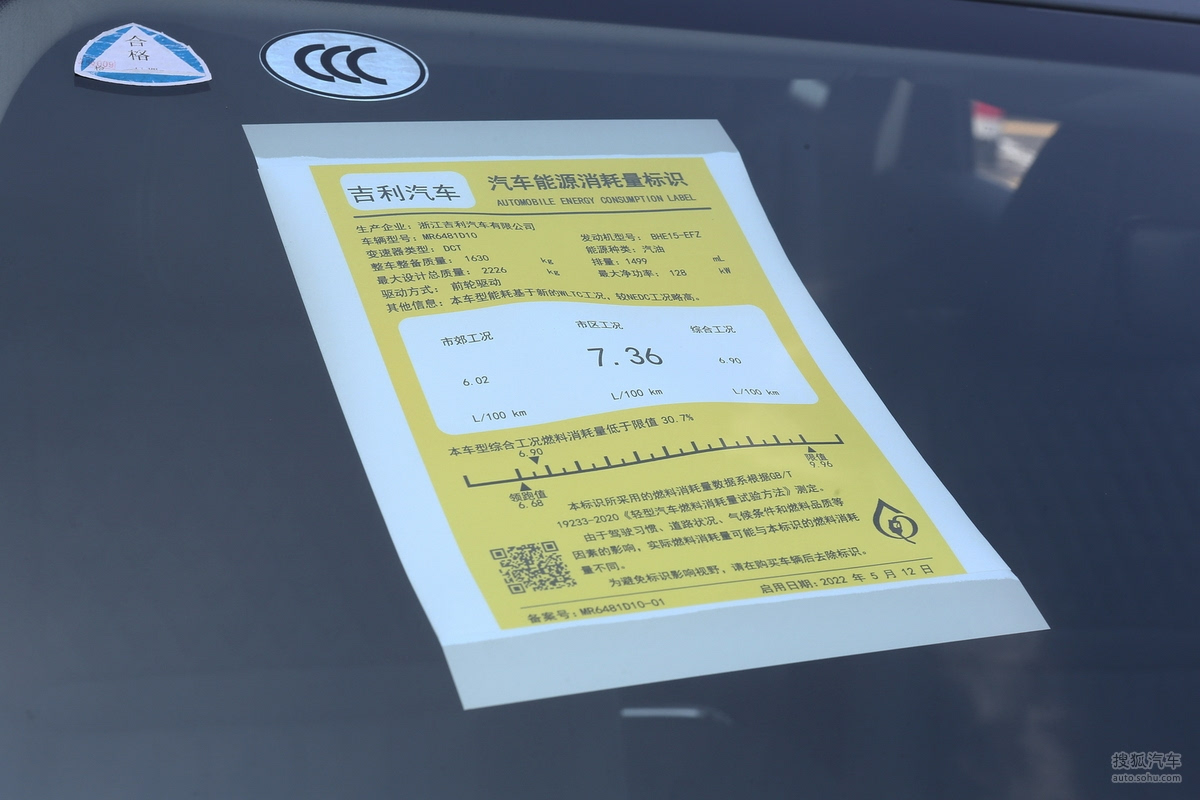 合
格
CCC
吉利汽车
汽车能源消耗量标识
AUTOMOBILE ENERGY CONSUMPTION LABEL
生产企业：浙江吉利汽车有限公司
车辆型号：MR6481D10
发动机型号： BHE15-EFZ
变速器类型：DCT
能源种类：汽油
整车整备质量： 1630 kg
排量：1499 mL
最大设计总质量： 2226 kg
最大净功率： 128 kW
驱动方式： 前轮驱动
其他信息：本车型能耗基于新的WLTC工况，较NEDC工况略高。
市郊工况 市区工况 综合工况
6.02 7.36 6.90
L/100 km L/100 km L/100 km
本车型综合工况燃料消耗量低于限值 30.7%
6.90
领跑值
6.68
限值
9.96
本标识所采用的燃料消耗量数据系根据GB/T
19233-2020《轻型汽车燃料消耗量试验方法》测定。
由于驾驶习惯、道路状况、气候条件和燃料品质等
因素的影响，实际燃料消耗量可能与本标识的燃料消耗
量不同。
为避免标识影响视野，请在购买车辆后去除标识。
备案号：MR6481D10-01
启用日期：2022 年 5 月 12 日
搜狐汽车
auto.sohu.com